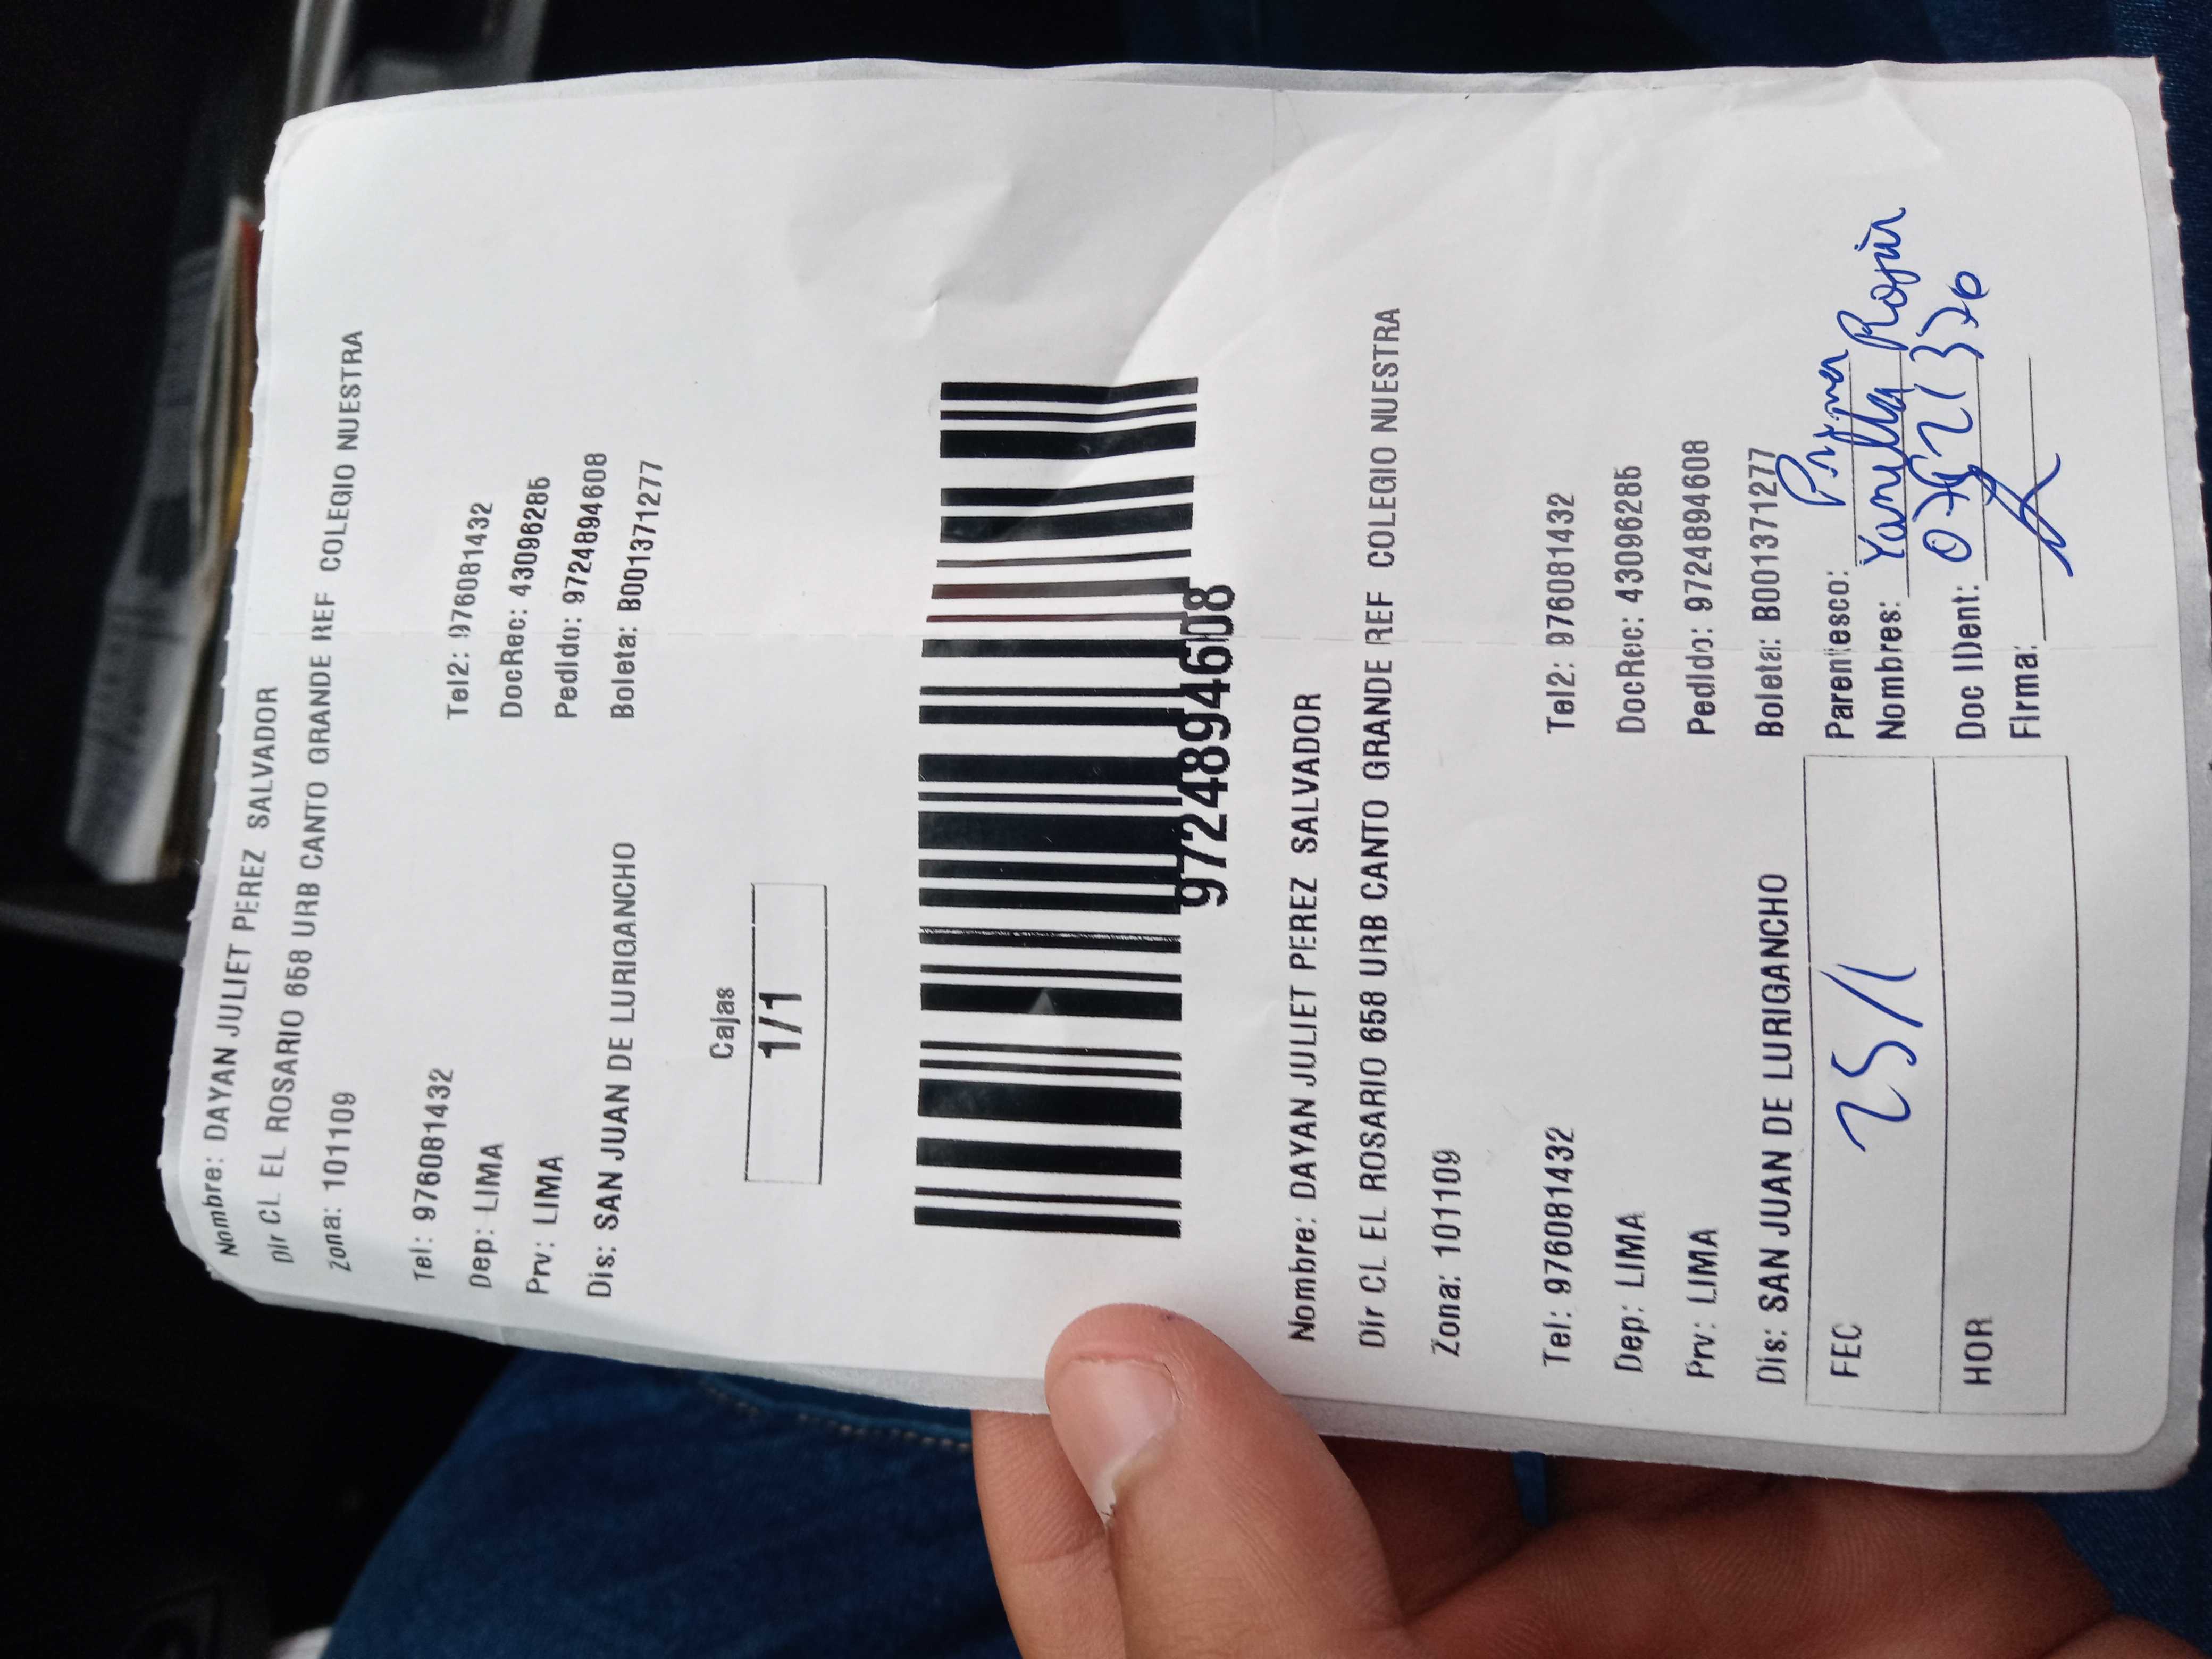 Nombre: DAYAN JULIET PEREZ SALVADOR
Dir CL EL ROSARIO 658 URB CANTO GRANDE REF COLEGIO NUESTRA
Zona: 101109
Tel: 976081432 Tel2: 976081432
Dep: LIMA DocRec: 43096285
Prv: LIMA Pedido: 9724894608
Dis: SAN JUAN DE LURIGANCHO Boleta: B001371277
Cajas
1/1
9724894608
Nombre: DAYAN JULIET PEREZ SALVADOR
Dir CL EL ROSARIO 658 URB CANTO GRANDE REF COLEGIO NUESTRA
Zona: 101109
Tel: 976081432 Tel2: 976081432
Dep: LIMA DocRec: 43096285
Prv: LIMA Pedido: 9724894608
Dis: SAN JUAN DE LURIGANCHO Boleta: B001371277
FEC 25/1 Parentesco: Prima
Nombres: Yanella
HOR Doc IDent:
Firma: